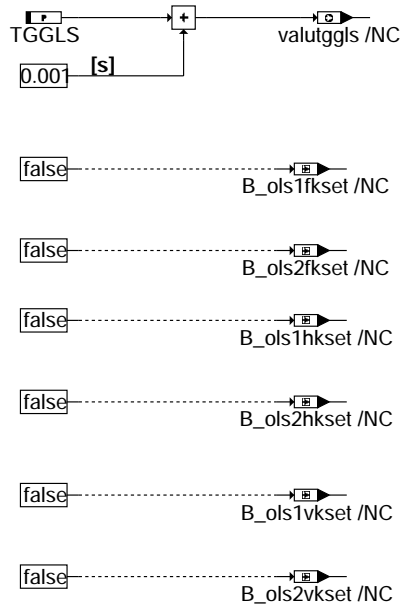 P
+
TGGLS
valutggls /NC
0.001
[s]
false
B_ols1fkset /NC
false
B_ols2fkset /NC
false
B_ols1hkset /NC
false
B_ols2hkset /NC
false
B_ols1vkset /NC
false
B_ols2vkset /NC